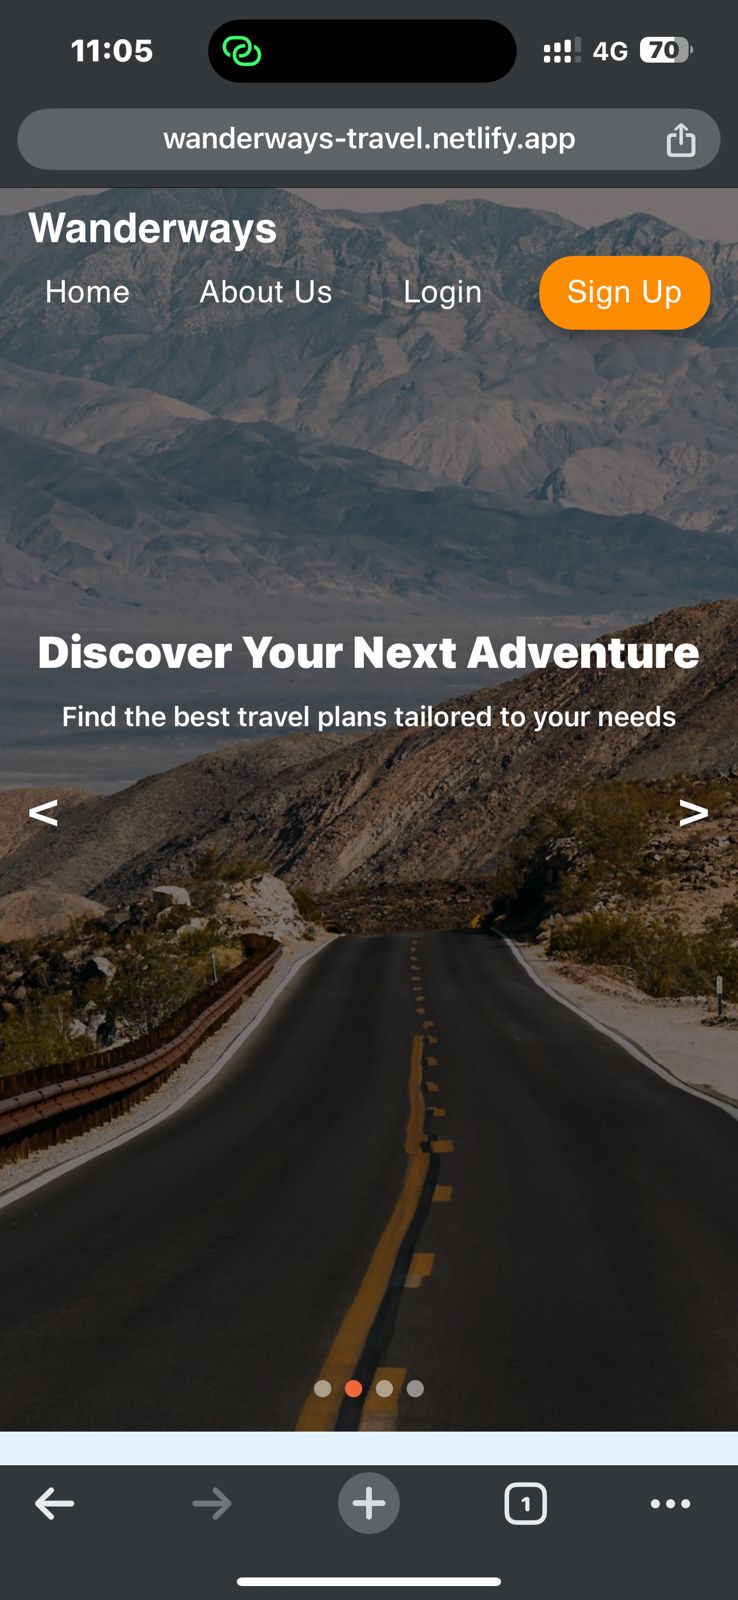 11:05
4G
70
wanderways-travel.netlify.app
Wanderways
Home About Us Login Sign Up
Discover Your Next Adventure
Find the best travel plans tailored to your needs
< >
1